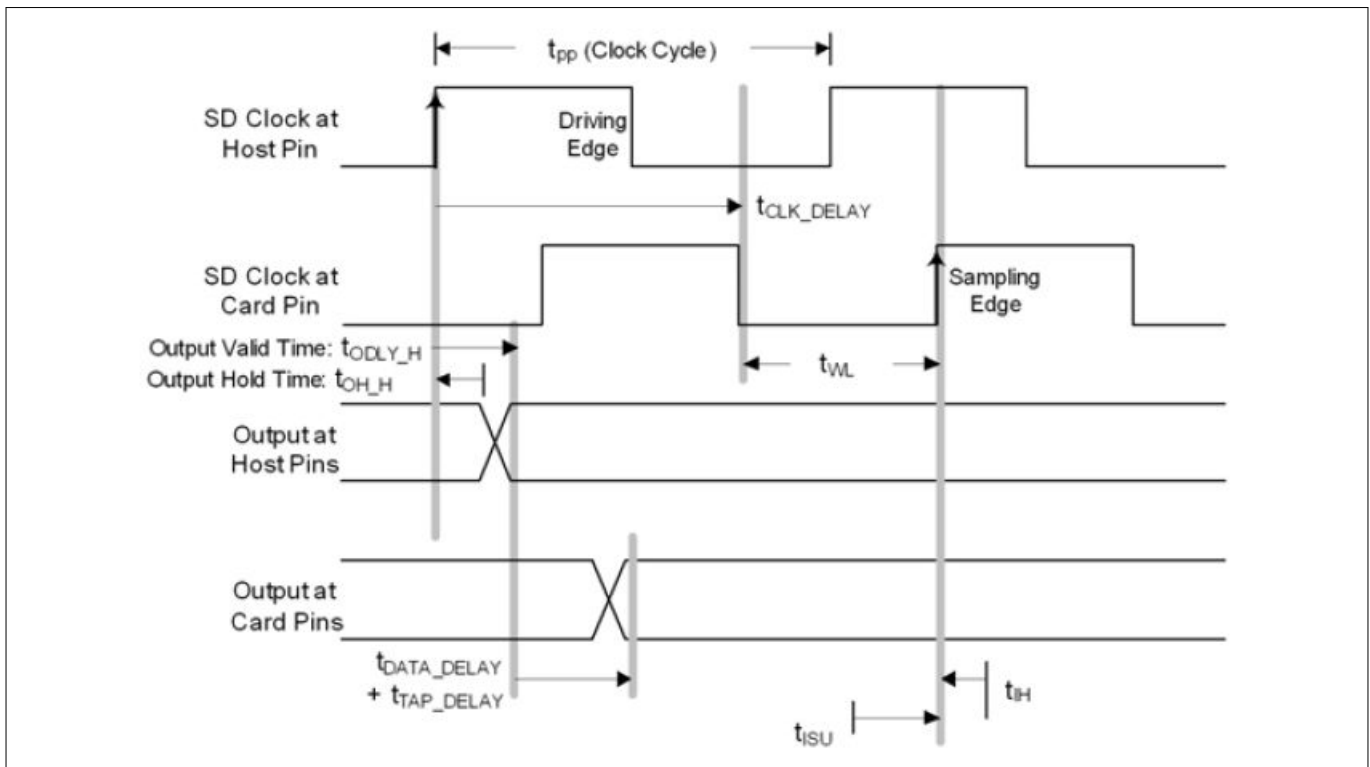 tpp (Clock Cycle)
SD Clock at
Host Pin
Driving
Edge
tCLK_DELAY
SD Clock at
Card Pin
Sampling
Edge
Output Valid Time: tODLY_H
Output Hold Time: tOH_H
tWL
Output at
Host Pins
Output at
Card Pins
tDATA_DELAY
+ tTAP_DELAY
tIH
tISU